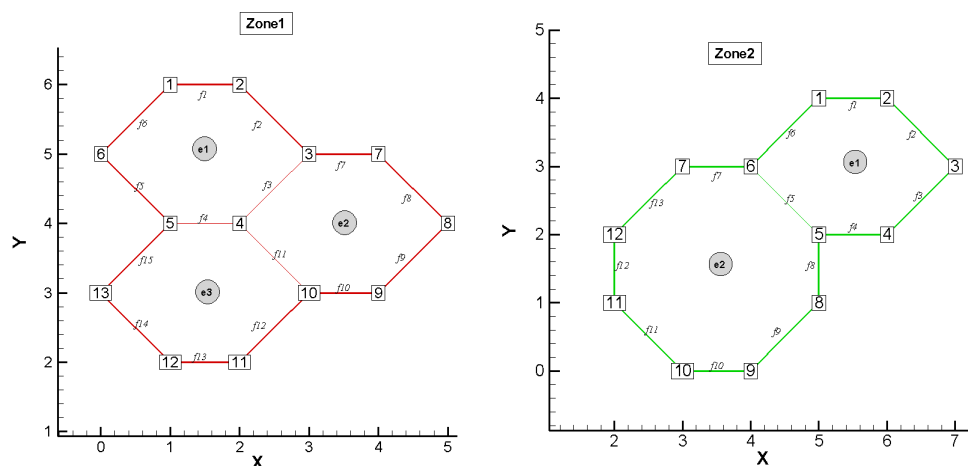 Zone1
6
5
4
3
2
1
Y
0 1 2 3 4 5
X
1 2
f1
f6 f2
e1
6 3 7
f7
f5 f3 f8
5 f4 4 e2 8
f15 f11 f9
13 e3 10 f10 9
f14 f12
12 f13 11
Zone2
5
4
3
2
1
0
Y
2 3 4 5 6 7
X
1 2
f1
f6 f2
e1
7 6 3
f7
f13 f5 f3
12 5 f4 4
f12 e2 f8
11 8
f11 f9
10 f10 9